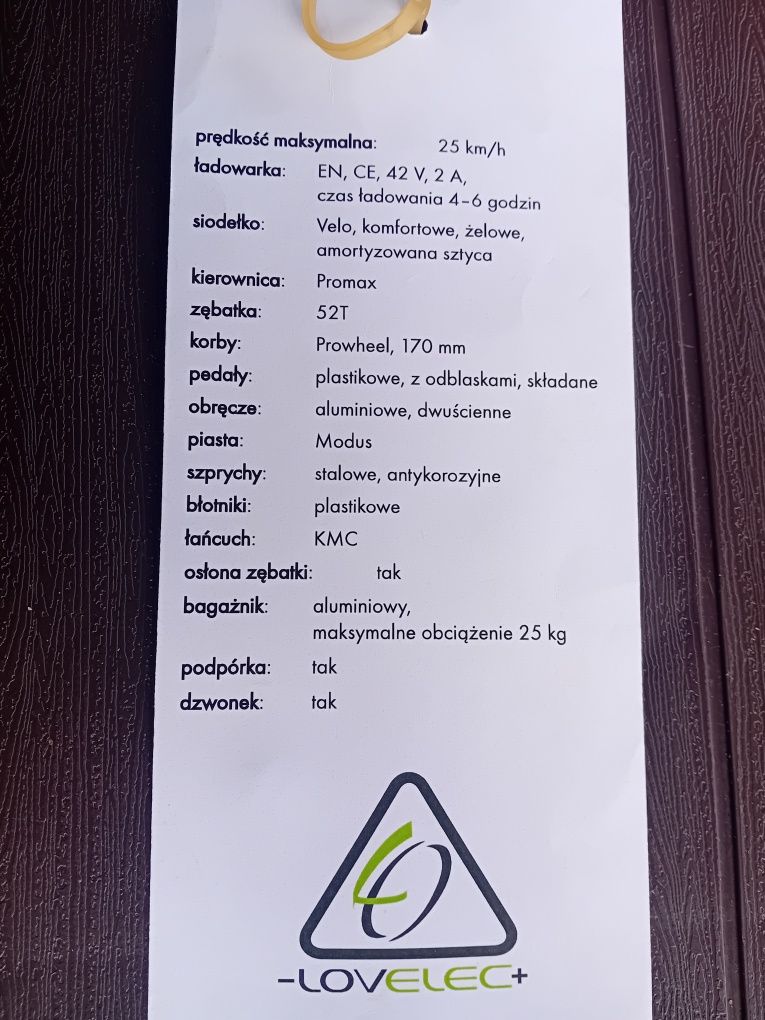 prędkość maksymalna: 25 km/h
ładowarka: EN, CE, 42 V, 2 A,
czas ładowania 4–6 godzin
siodełko: Velo, komfortowe, żelowe,
amortyzowana sztyca
kierownica: Promax
zębatka: 52T
korby: Prowheel, 170 mm
pedały: plastikowe, z odblaskami, składane
obręcze: aluminiowe, dwuścienne
piasta: Modus
szprychy: stalowe, antykorozyjne
błotniki: plastikowe
łańcuch: KMC
osłona zębatki: tak
bagażnik: aluminiowy,
maksymalne obciążenie 25 kg
podpórka: tak
dzwonek: tak
–LOVELEC+